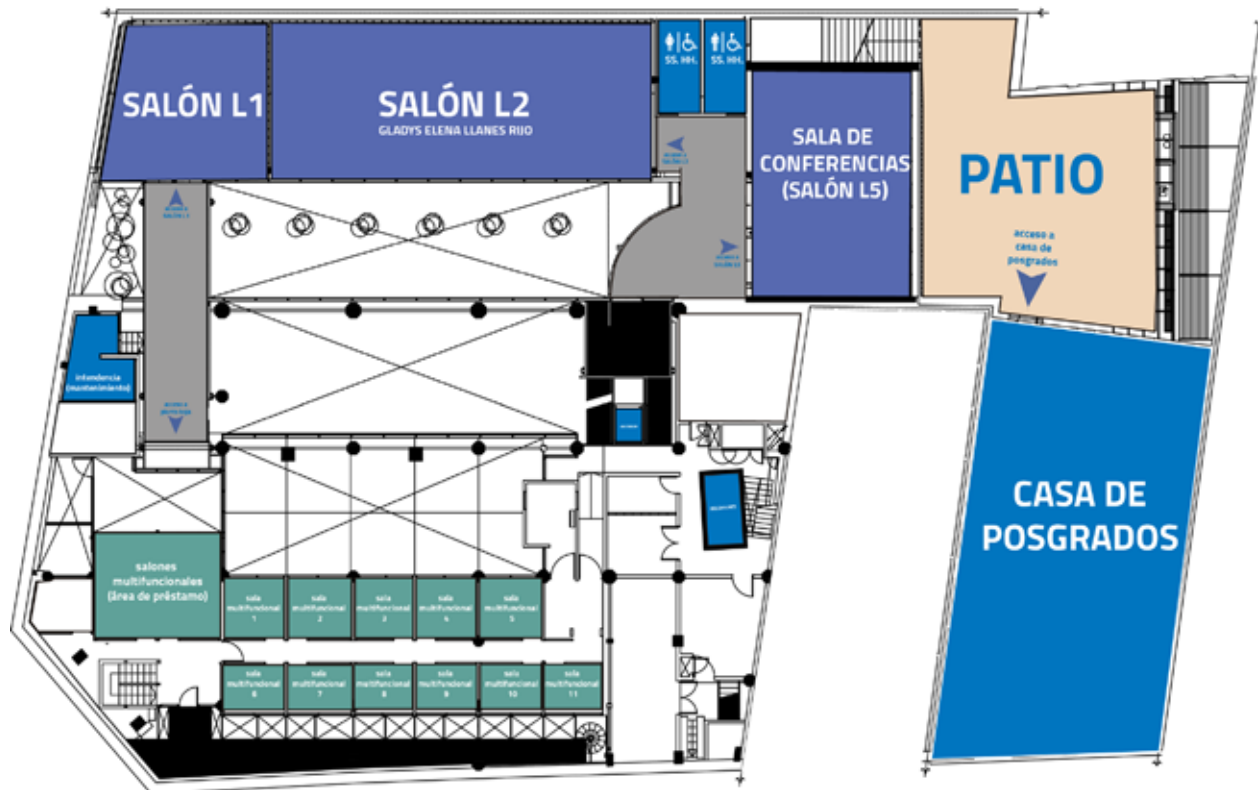 SALÓN L1
SALÓN L2
GLADYS ELENA LLANES RIJO
SS. HH.
SS. HH.
SALA DE
CONFERENCIAS
(SALÓN L5)
PATIO
acceso a
casa de
posgrados
intendencia
(mantenimiento)
CASA DE
POSGRADOS
salones
multifuncionales
(área de préstamo)
sala
multifuncional
1
sala
multifuncional
2
sala
multifuncional
3
sala
multifuncional
4
sala
multifuncional
5
sala
multifuncional
6
sala
multifuncional
7
sala
multifuncional
8
sala
multifuncional
9
sala
multifuncional
10
sala
multifuncional
11